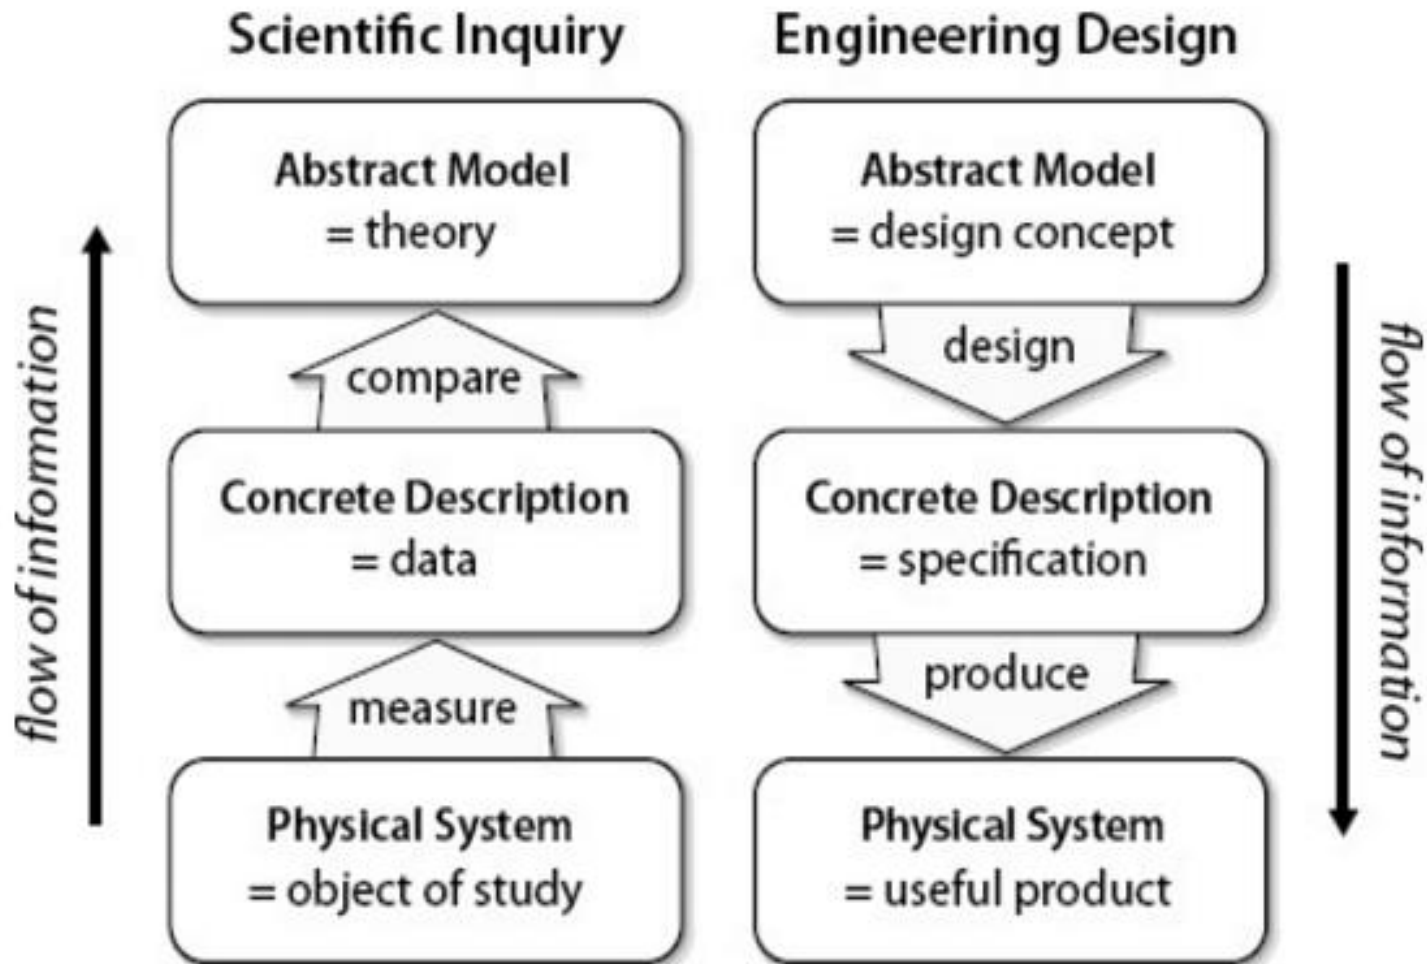 Scientific Inquiry
Engineering Design
Abstract Model
= theory
compare
Concrete Description
= data
measure
Physical System
= object of study
flow of information
Abstract Model
= design concept
design
Concrete Description
= specification
produce
Physical System
= useful product
flow of information